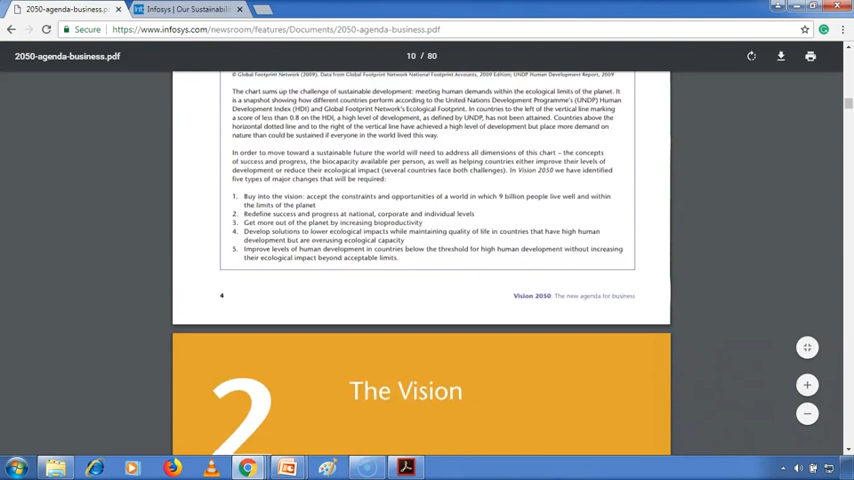 2050-agenda-business.p
Infosys | Our Sustainabili
Secure
https://www.infosys.com/newsroom/features/Documents/2050-agenda-business.pdf
2050-agenda-business.pdf
10 / 80
© Global Footprint Network (2009). Data from Global Footprint Network National Footprint Accounts, 2009 Edition; UNDP Human Development Report, 2009
The chart sums up the challenge of sustainable development: meeting human demands within the ecological limits of the planet. It
is a snapshot showing how different countries perform according to the United Nations Development Programme's (UNDP) Human
Development Index (HDI) and Global Footprint Network's Ecological Footprint. In countries to the left of the vertical line marking
a score of less than 0.8 on the HDI, a high level of development, as defined by UNDP, has not been attained. Countries above the
horizontal dotted line and to the right of the vertical line have achieved a high level of development but place more demand on
nature than could be sustained if everyone in the world lived this way.
In order to move toward a sustainable future the world will need to address all dimensions of this chart – the concepts
of success and progress, the biocapacity available per person, as well as helping countries either improve their levels of
development or reduce their ecological impact (several countries face both challenges). In Vision 2050 we have identified
five types of major changes that will be required:
1. Buy into the vision: accept the constraints and opportunities of a world in which 9 billion people live well and within
the limits of the planet
2. Redefine success and progress at national, corporate and individual levels
3. Get more out of the planet by increasing bioproductivity
4. Develop solutions to lower ecological impacts while maintaining quality of life in countries that have high human
development but are overusing ecological capacity
5. Improve levels of human development in countries below the threshold for high human development without increasing
their ecological impact beyond acceptable limits.
4
Vision 2050: The new agenda for business
2
The Vision